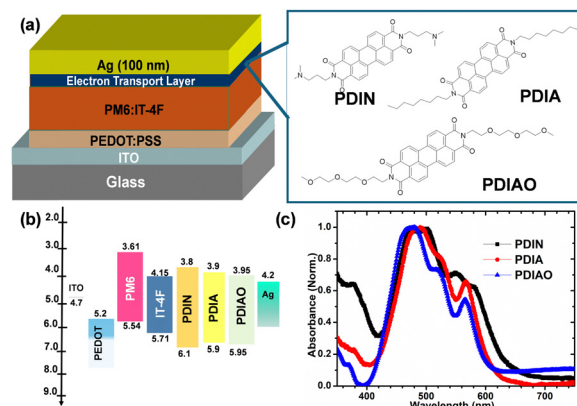 (a)
Ag (100 nm)
Electron Transport Layer
PM6:IT-4F
PEDOT:PSS
ITO
Glass
PDIN
PDIA
PDIAO
(b)
2.0
3.0
4.0
5.0
6.0
7.0
8.0
9.0
ITO
4.7
5.2
PEDOT
3.61
PM6
5.54
4.15
IT-4F
5.71
3.8
PDIN
6.1
3.9
PDIA
5.9
3.95
PDIAO
5.95
4.2
Ag
(c)
Absorbance (Norm.)
1.0
0.8
0.6
0.4
0.2
0.0
PDIN
PDIA
PDIAO
400 500 600 700
Wavelength (nm)